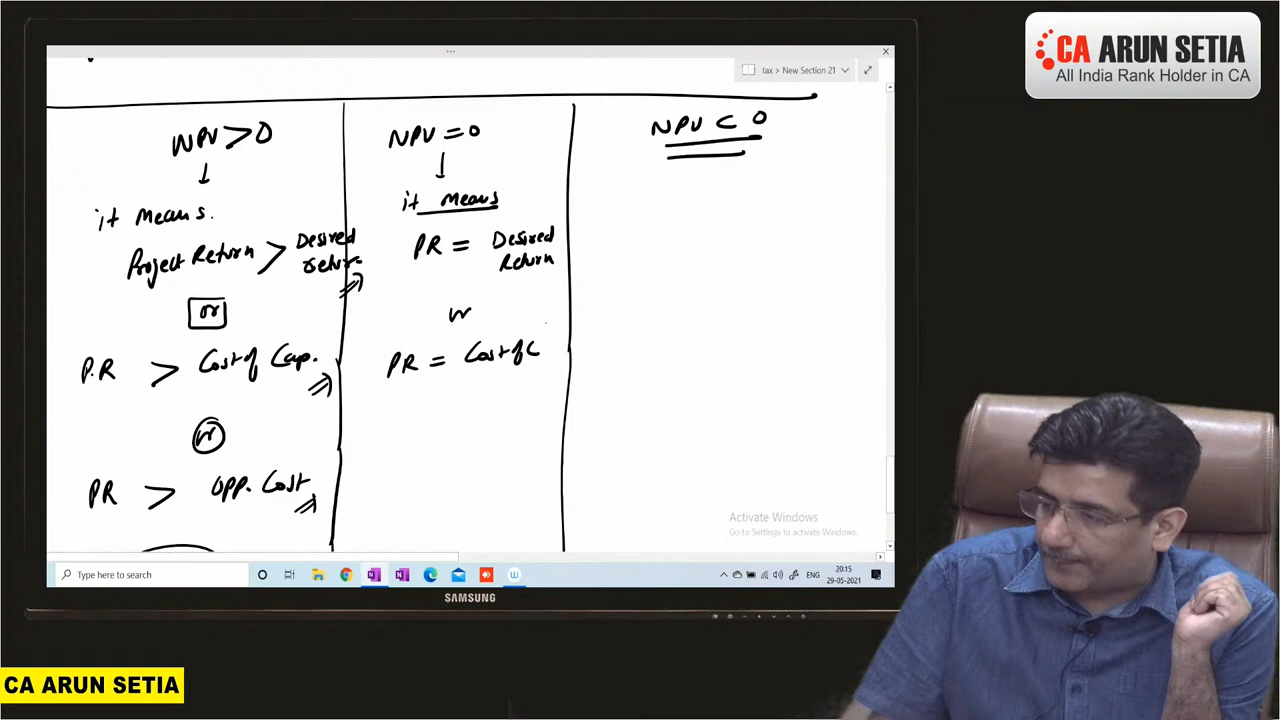 CA ARUN SETIA
All India Rank Holder in CA
tax > New Section 21
NPV > 0
it means.
Project Return > Desired return
or
P.R > Cost of Cap.
or
PR > Opp. Cost
NPV = 0
it means
PR = Desired Return
or
PR = Cost of C
NPV < 0
Activate Windows
Go to Settings to activate Windows.
Type here to search
ENG
20:15
29-05-2021
SAMSUNG
CA ARUN SETIA